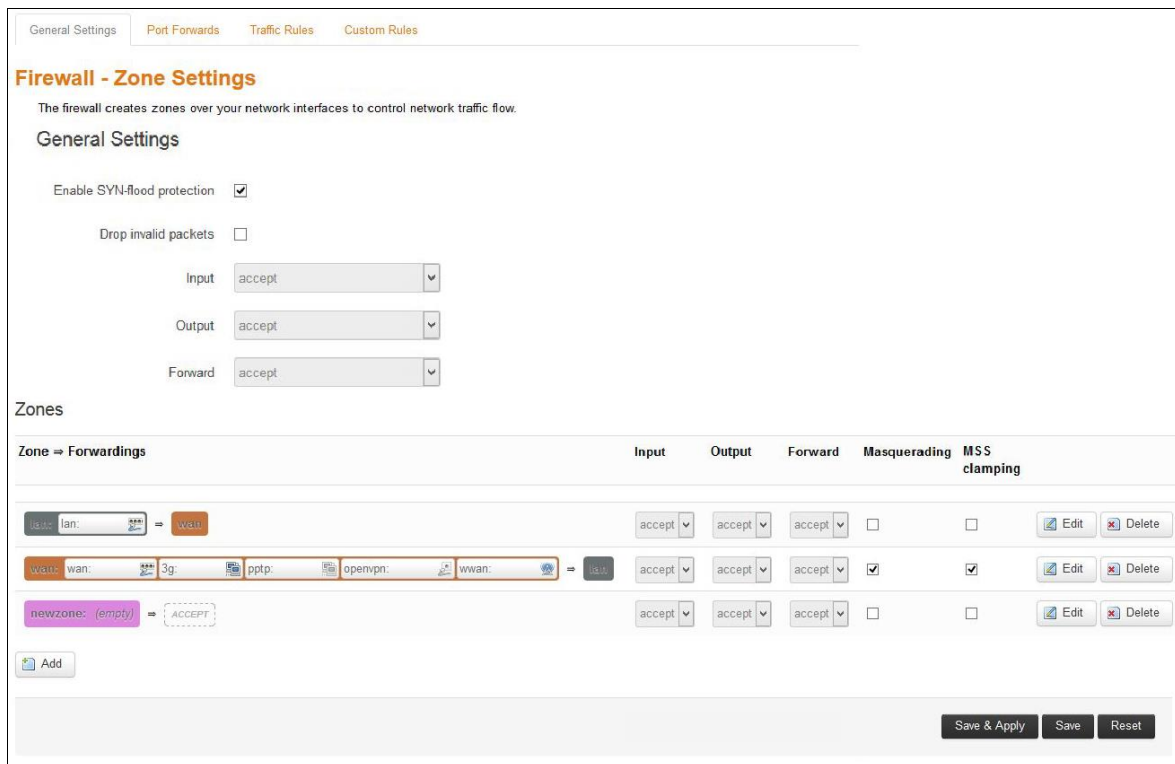 General Settings Port Forwards Traffic Rules Custom Rules
Firewall - Zone Settings
The firewall creates zones over your network interfaces to control network traffic flow.
General Settings
Enable SYN-flood protection
Drop invalid packets
Input accept
Output accept
Forward accept
Zones
Zone ⇒ Forwardings Input Output Forward Masquerading MSS
clamping
lan: lan: ⇒ wan accept accept accept Edit Delete
wan: wan: 3g: pptp: openvpn: wwan: ⇒ lan accept accept accept Edit Delete
newzone: (empty) ⇒ ACCEPT accept accept accept Edit Delete
Add
Save & Apply Save Reset